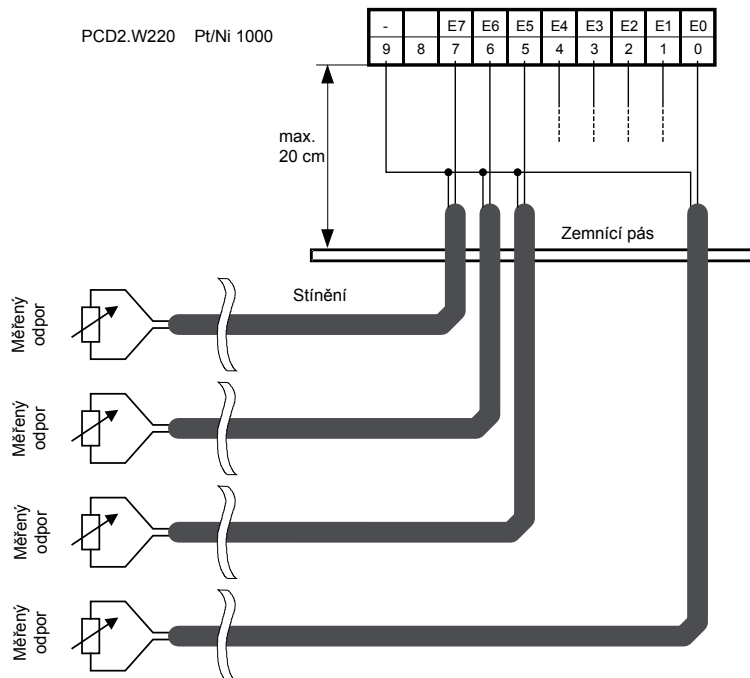 PCD2.W220 Pt/Ni 1000
- E7 E6 E5 E4 E3 E2 E1 E0
9 8 7 6 5 4 3 2 1 0
max.
20 cm
Zemnící pás
Stínění
Měřený
odpor
Měřený
odpor
Měřený
odpor
Měřený
odpor